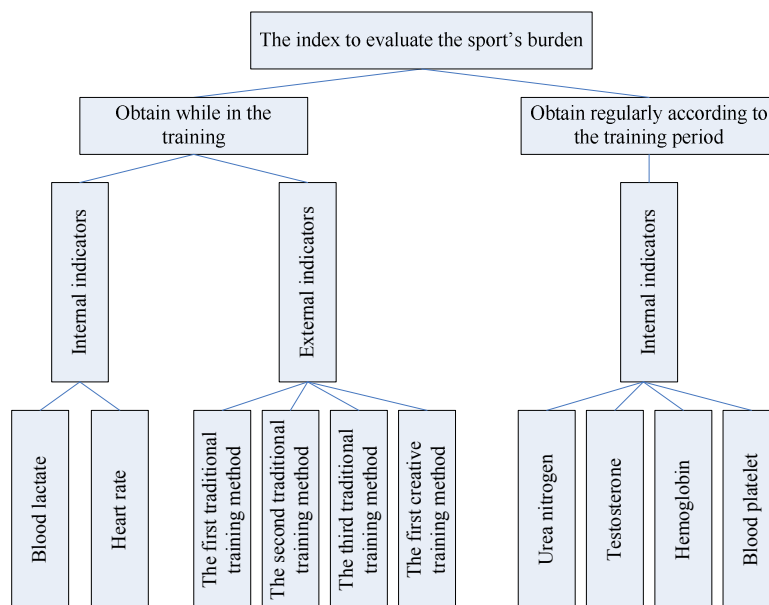 The index to evaluate the sport's burden
Obtain while in the
training
Obtain regularly according to
the training period
Internal indicators
External indicators
Internal indicators
Blood lactate
Heart rate
The first traditional
training method
The second traditional
training method
The third traditional
training method
The first creative
training method
Urea nitrogen
Testosterone
Hemoglobin
Blood platelet